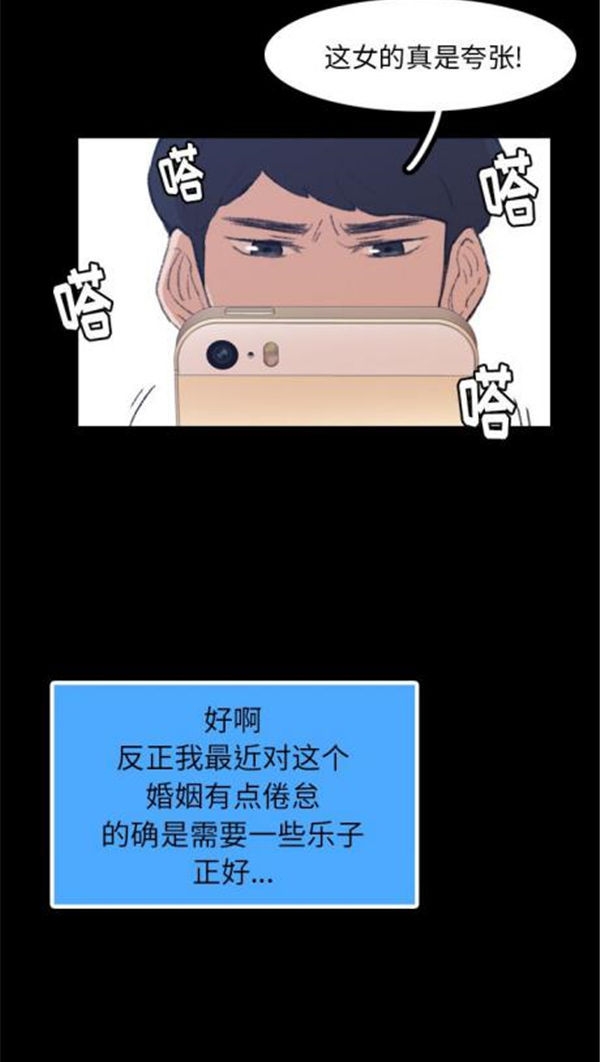 这女的真是夸张!
嗒
嗒
嗒
嗒
好啊
反正我最近对这个
婚姻有点倦怠
的确是需要一些乐子
正好...